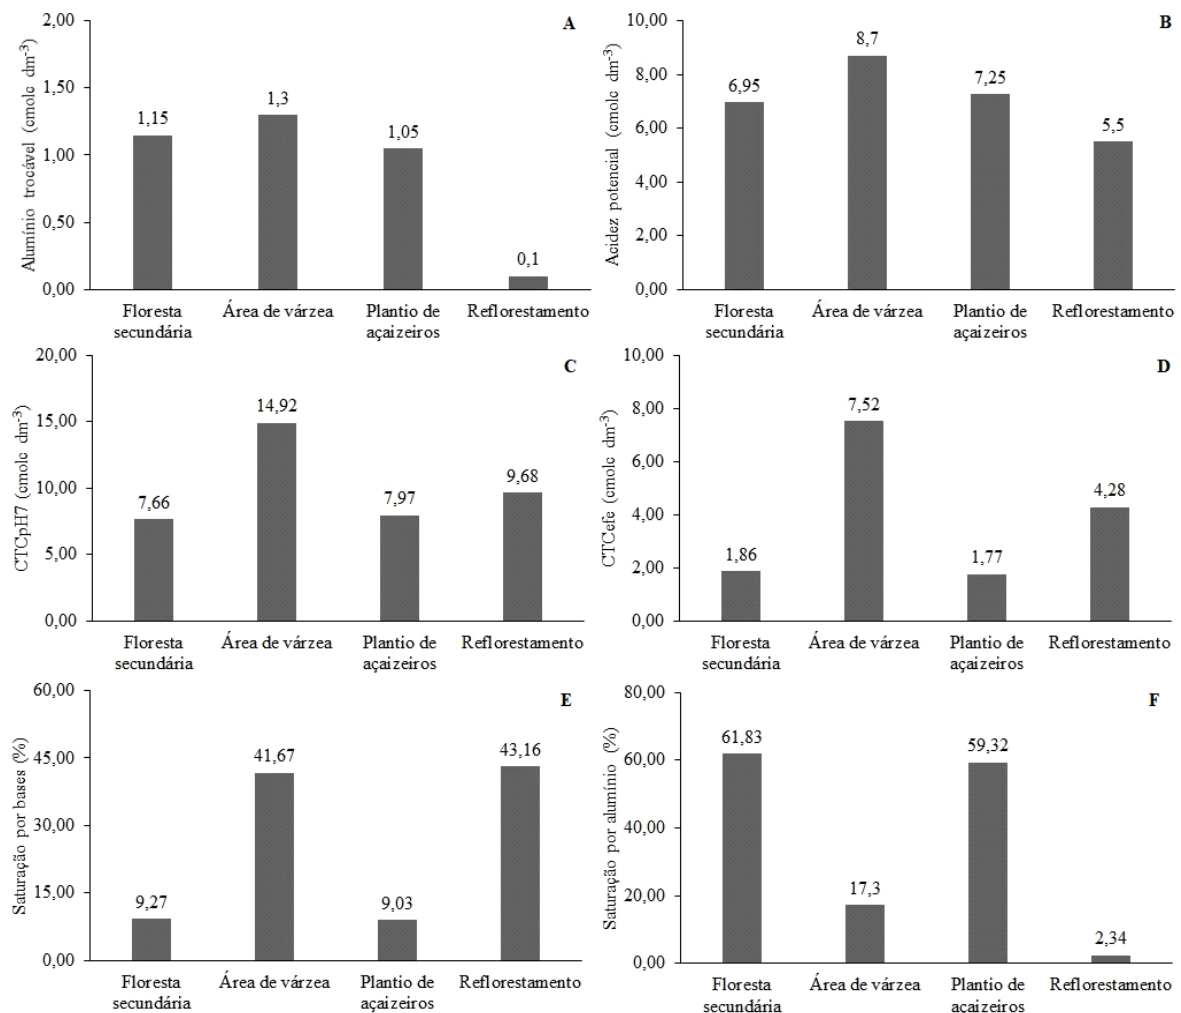 A
Alumínio trocável (cmolc dm-3)
2,00
1,50
1,00
0,50
0,00
1,15
1,3
1,05
0,1
Floresta
secundária
Área de várzea
Plantio de
açaizeiros
Reflorestamento
B
Acidez potencial (cmolc dm-3)
10,00
8,00
6,00
4,00
2,00
0,00
6,95
8,7
7,25
5,5
Floresta
secundária
Área de várzea
Plantio de
açaizeiros
Reflorestamento
C
CTCpH7 (cmolc dm-3)
20,00
15,00
10,00
5,00
0,00
7,66
14,92
7,97
9,68
Floresta
secundária
Área de várzea
Plantio de
açaizeiros
Reflorestamento
D
CTCefe (cmolc dm-3)
10,00
8,00
6,00
4,00
2,00
0,00
1,86
7,52
1,77
4,28
Floresta
secundária
Área de várzea
Plantio de
açaizeiros
Reflorestamento
E
Saturação por bases (%)
60,00
45,00
30,00
15,00
0,00
9,27
41,67
9,03
43,16
Floresta
secundária
Área de várzea
Plantio de
açaizeiros
Reflorestamento
F
Saturação por alumínio (%)
80,00
60,00
40,00
20,00
0,00
61,83
17,3
59,32
2,34
Floresta
secundária
Área de várzea
Plantio de
açaizeiros
Reflorestamento